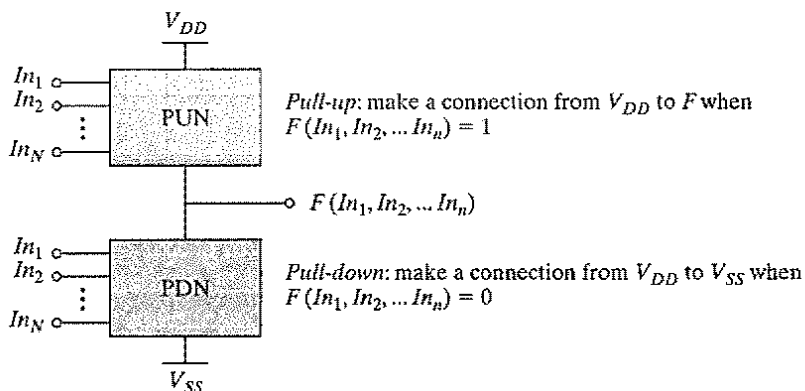 V_DD
In_1
In_2
PUN
In_N
Pull-up: make a connection from V_DD to F when
F (In_1, In_2, ... In_n) = 1
F (In_1, In_2, ... In_n)
In_1
In_2
PDN
In_N
Pull-down: make a connection from V_DD to V_SS when
F (In_1, In_2, ... In_n) = 0
V_SS